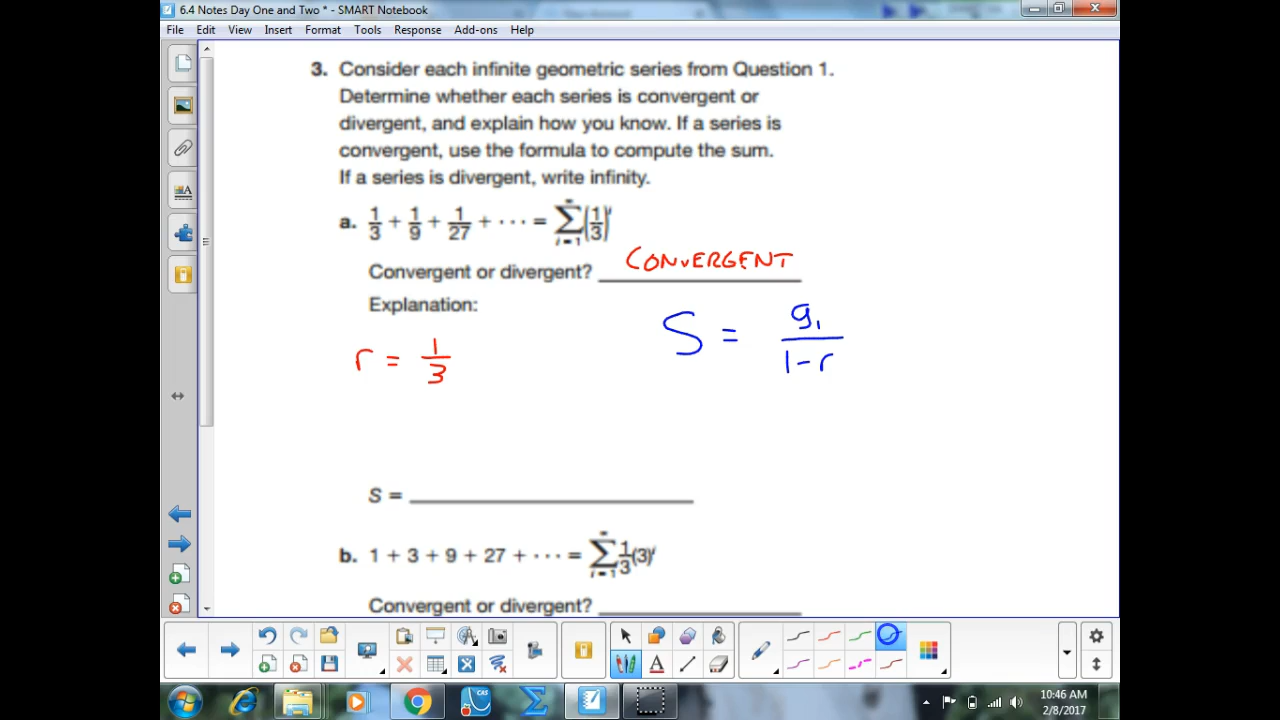 6.4 Notes Day One and Two * - SMART Notebook
File Edit View Insert Format Tools Response Add-ons Help
3. Consider each infinite geometric series from Question 1.
Determine whether each series is convergent or
divergent, and explain how you know. If a series is
convergent, use the formula to compute the sum.
If a series is divergent, write infinity.
a. 1/3 + 1/9 + 1/27 + · · · = ∞ Σ i = 1 (1/3)^i
Convergent or divergent? CONVERGENT
Explanation:
S = g₁ / 1-r
r = 1/3
S =
b. 1 + 3 + 9 + 27 + · · · = ∞ Σ i = 1 1/3(3)^i
Convergent or divergent?
A
CAS
Σ
10:46 AM
2/8/2017